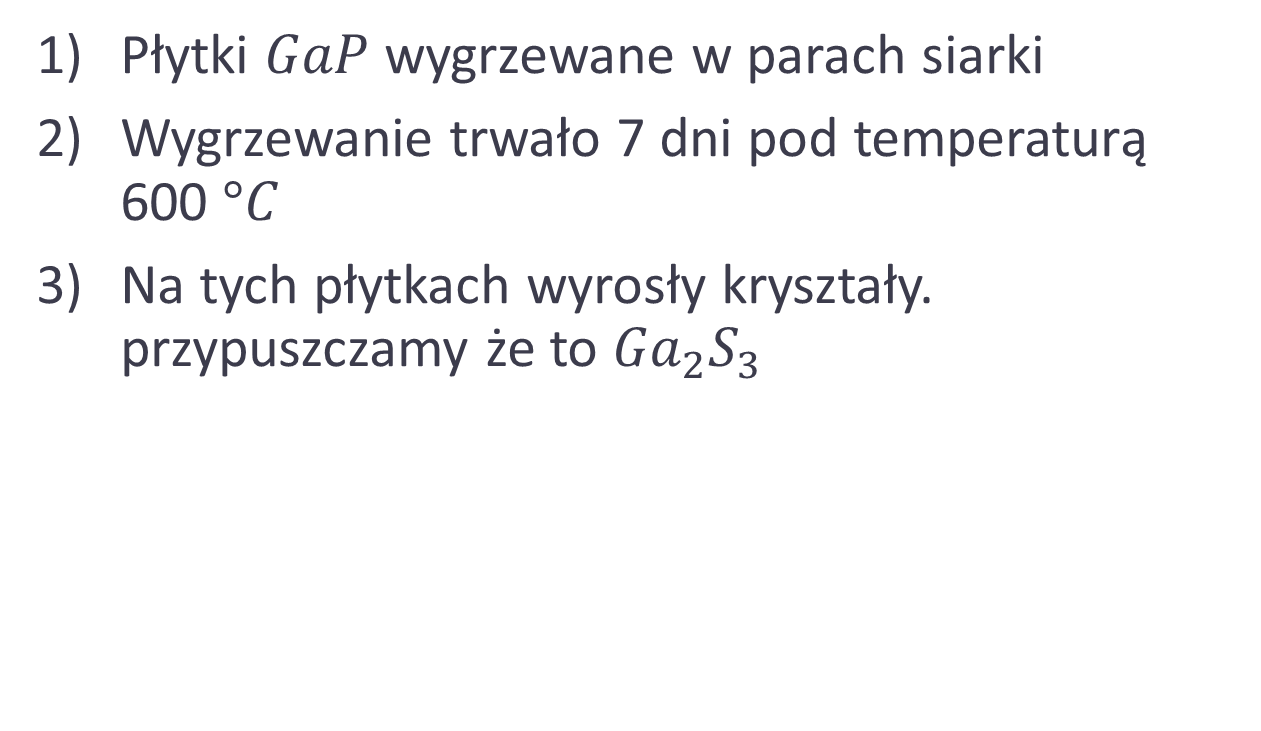 1) Płytki GaP wygrzewane w parach siarki
2) Wygrzewanie trwało 7 dni pod temperaturą
600 °C
3) Na tych płytkach wyrosły kryształy.
przypuszczamy że to Ga₂S₃